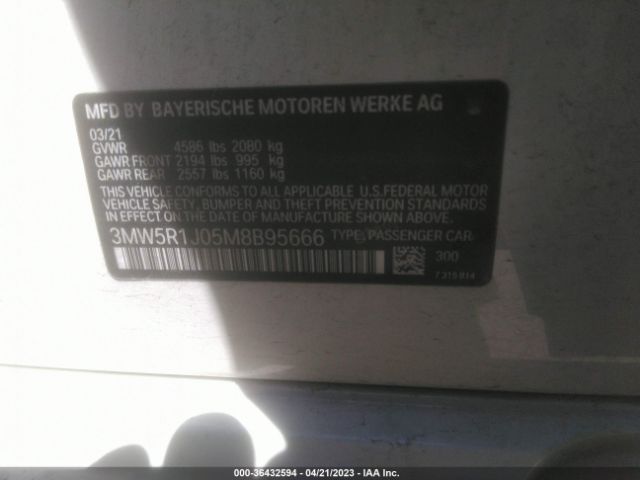 MFD BY BAYERISCHE MOTOREN WERKE AG
03/21
GVWR 4586 lbs 2080 kg
GAWR FRONT 2194 lbs 995 kg
GAWR REAR 2557 lbs 1160 kg
THIS VEHICLE CONFORMS TO ALL APPLICABLE U.S.FEDERAL MOTOR
VEHICLE SAFETY, BUMPER AND THEFT PREVENTION STANDARDS
IN EFFECT ON THE DATE OF MANUFACTURE SHOWN ABOVE.
3MW5R1J05M8B95666 TYPE: PASSENGER CAR
300
7 315 814
000-36432594 - 04/21/2023 - IAA Inc.